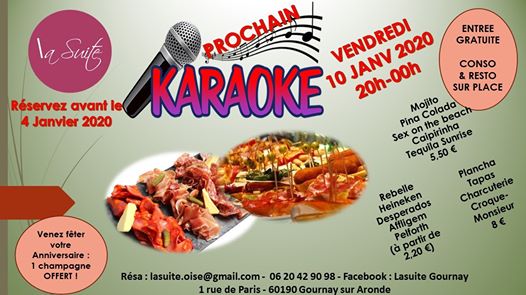 La Suite
PROCHAIN
KARAOKE
VENDREDI
10 JANV 2020
20h-00h
ENTREE
GRATUITE
CONSO
& RESTO
SUR PLACE
Réservez avant le
4 Janvier 2020
Mojito
Pina Colada
Sex on the beach
Caipirinha
Tequila Sunrise
5,50 €
Rebelle
Heineken
Desperados
Affligem
Pelforth
(à partir de
2,20 €)
Plancha
Tapas
Charcuterie
Croque-
Monsieur
8 €
Venez fêter
votre
Anniversaire :
1 champagne
OFFERT !
Résa : lasuite.oise@gmail.com - 06 20 42 90 98 - Facebook : Lasuite Gournay
1 rue de Paris - 60190 Gournay sur Aronde